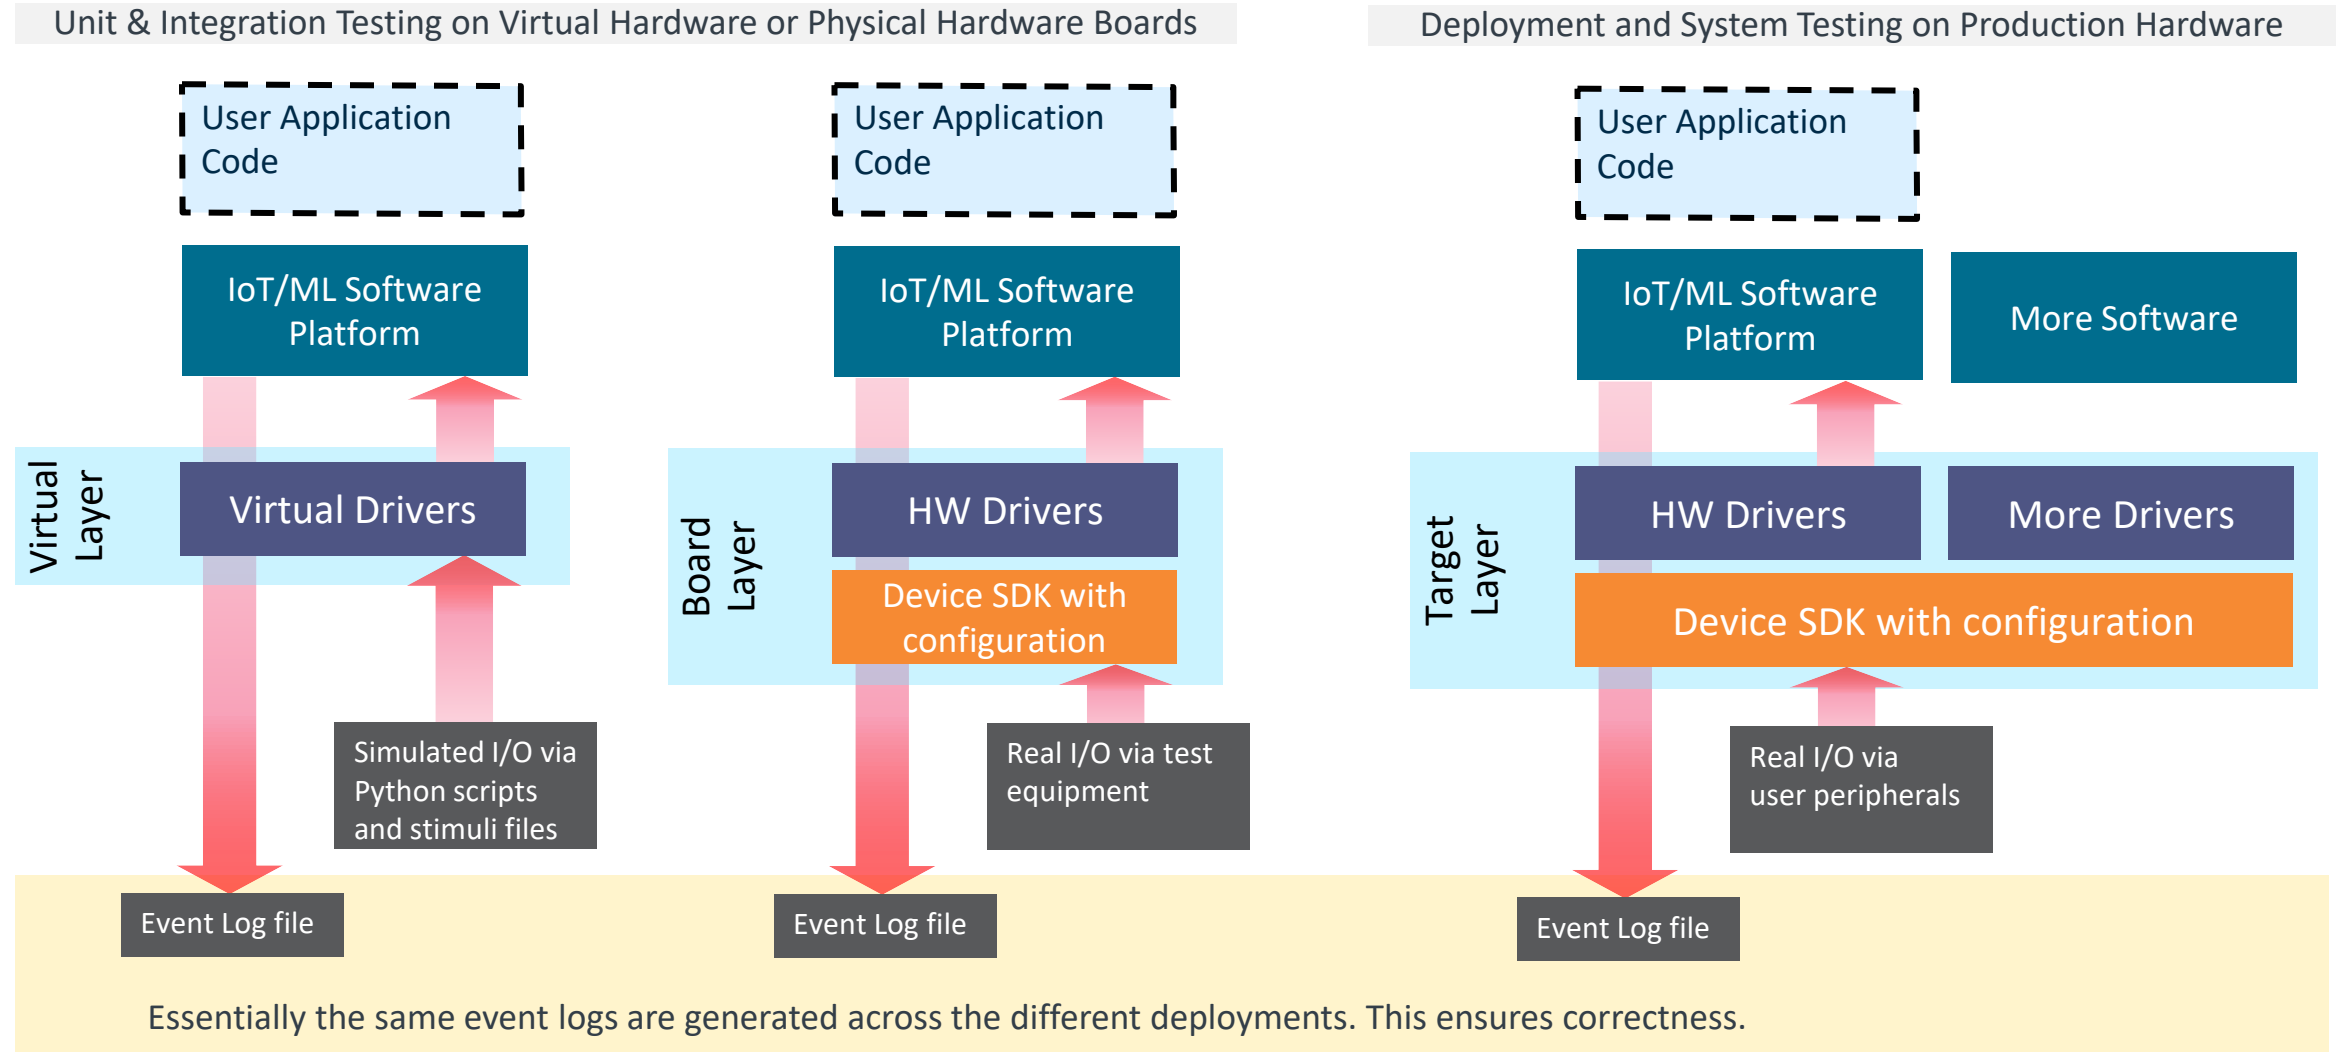 Unit & Integration Testing on Virtual Hardware or Physical Hardware Boards
Deployment and System Testing on Production Hardware
User Application
Code
User Application
Code
User Application
Code
IoT/ML Software
Platform
IoT/ML Software
Platform
IoT/ML Software
Platform
More Software
Virtual
Layer
Virtual Drivers
Board
Layer
HW Drivers
Device SDK with
configuration
Target
Layer
HW Drivers
More Drivers
Device SDK with configuration
Simulated I/O via
Python scripts
and stimuli files
Real I/O via test
equipment
Real I/O via
user peripherals
Event Log file
Event Log file
Event Log file
Essentially the same event logs are generated across the different deployments. This ensures correctness.